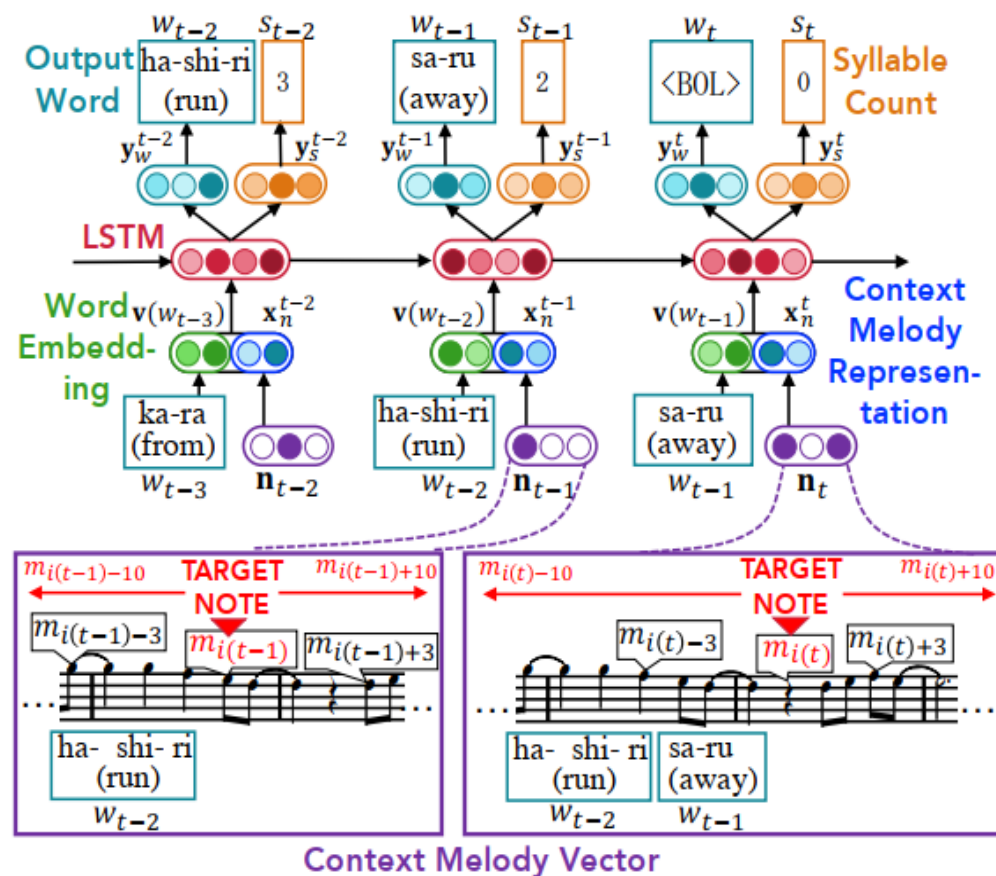 w_{t−2} s_{t−2} w_{t−1} s_{t−1} w_t s_t
Output Word
ha-shi-ri (run)
3
sa-ru (away)
2
<BOL>
0
Syllable Count
y_w^{t−2} y_s^{t−2} y_w^{t−1} y_s^{t−1} y_w^t y_s^t
LSTM
Word Embedd-ing
v(w_{t−3}) x_n^{t−2} v(w_{t−2}) x_n^{t−1} v(w_{t−1}) x_n^t
Context Melody Represen-tation
ka-ra (from)
ha-shi-ri (run)
sa-ru (away)
w_{t−3} n_{t−2} w_{t−2} n_{t−1} w_{t−1} n_t
m_{i(t−1)−10} TARGET NOTE m_{i(t−1)+10}
m_{i(t−1)−3} m_{i(t−1)} m_{i(t−1)+3}
... ..
ha- shi- ri (run)
w_{t−2}
m_{i(t)−10} TARGET NOTE m_{i(t)+10}
m_{i(t)−3} m_{i(t)} m_{i(t)+3}
... ...
ha- shi- ri (run)
sa-ru (away)
w_{t−2} w_{t−1}
Context Melody Vector